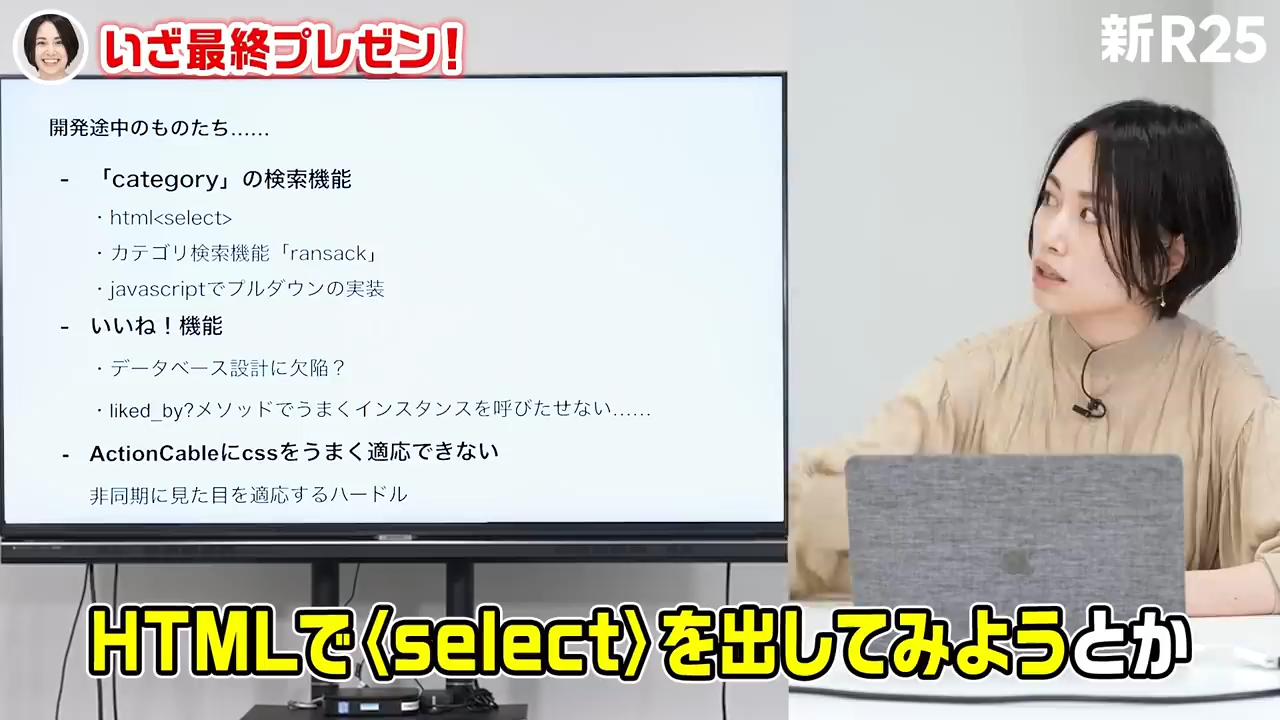 いざ最終プレゼン!
新R25
開発途中のものたち……
- 「category」の検索機能
・html<select>
・カテゴリ検索機能「ransack」
・javascriptでプルダウンの実装
- いいね！機能
・データベース設計に欠陥？
・liked_by?メソッドでうまくインスタンスを呼びたせない……
- ActionCableにcssをうまく適応できない
非同期に見た目を適応するハードル
HTMLで〈select〉を出してみようとか